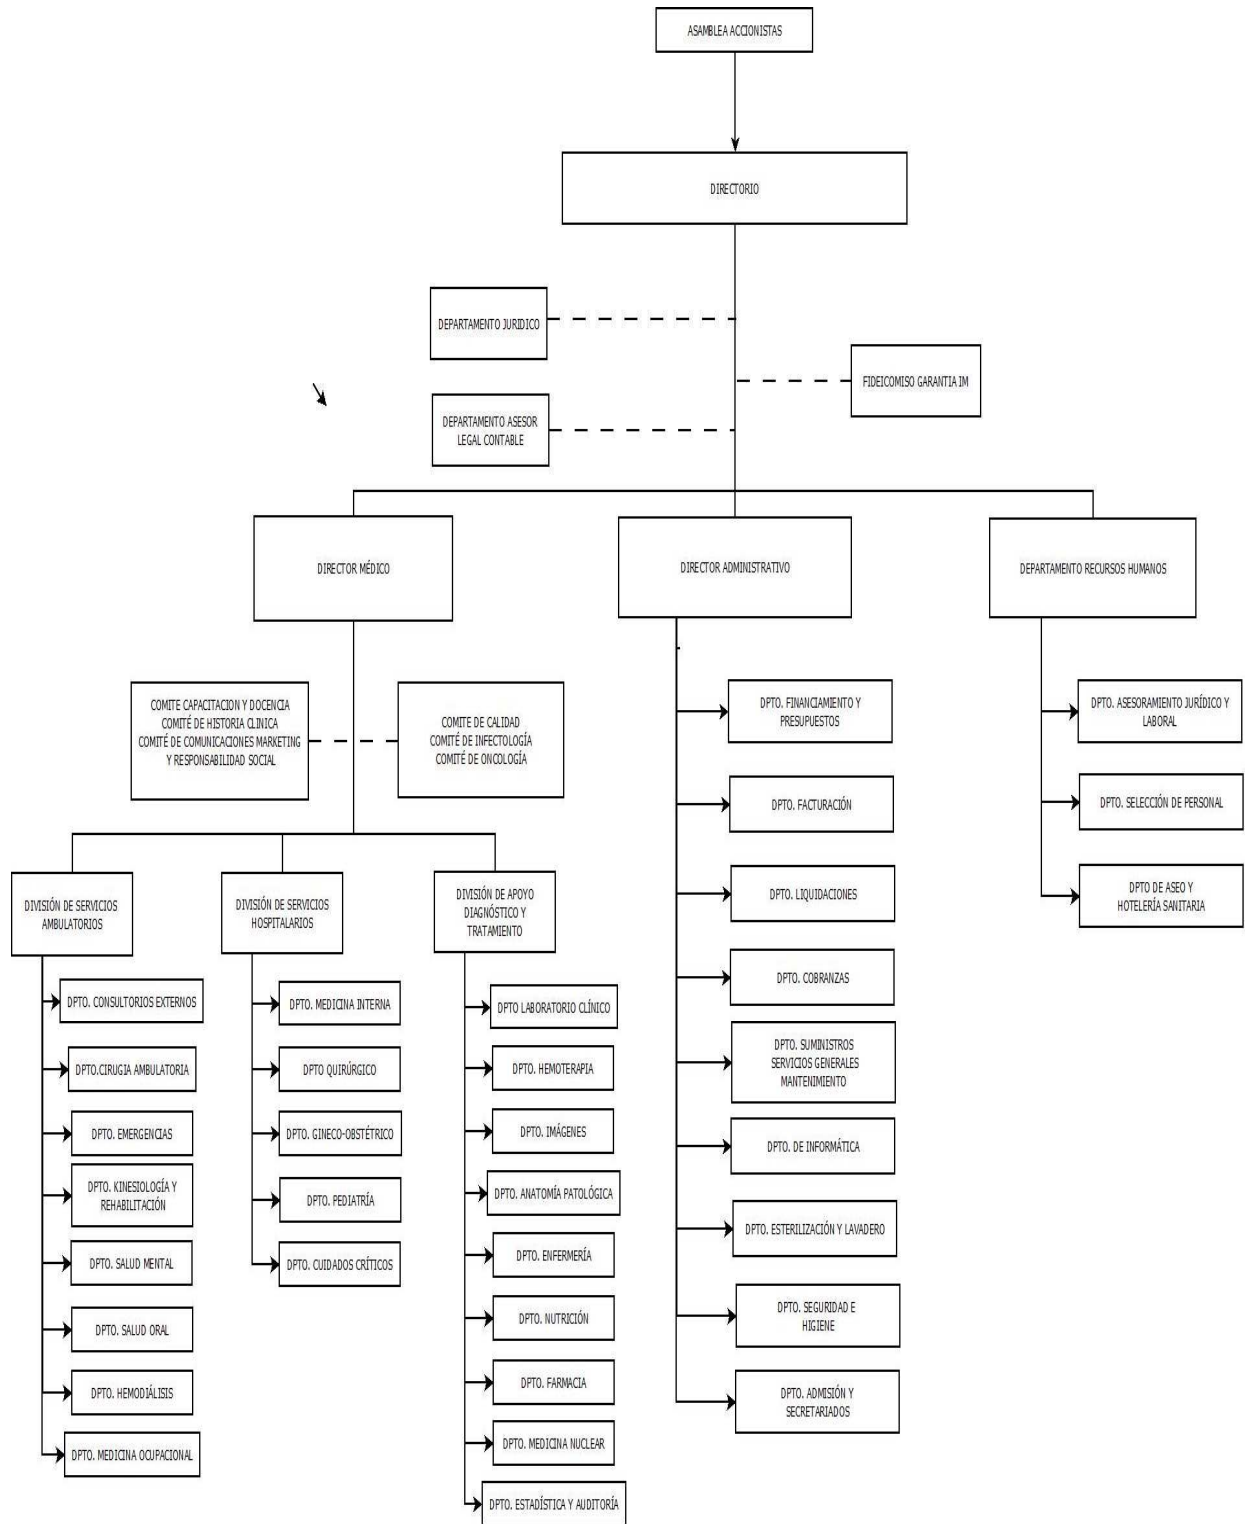 ASAMBLEA ACCIONISTAS
DIRECTORIO
DEPARTAMENTO JURIDICO
FIDEICOMISO GARANTIA IM
DEPARTAMENTO ASESOR
LEGAL CONTABLE
DIRECTOR MÉDICO
DIRECTOR ADMINISTRATIVO
DEPARTAMENTO RECURSOS HUMANOS
COMITE CAPACITACION Y DOCENCIA
COMITÉ DE HISTORIA CLINICA
COMITÉ DE COMUNICACIONES MARKETING
Y RESPONSABILIDAD SOCIAL
COMITE DE CALIDAD
COMITÉ DE INFECTOLOGÍA
COMITÉ DE ONCOLOGÍA
DIVISIÓN DE SERVICIOS
AMBULATORIOS
DPTO. CONSULTORIOS EXTERNOS
DPTO.CIRUGIA AMBULATORIA
DPTO. EMERGENCIAS
DPTO. KINESIOLOGÍA Y
REHABILITACIÓN
DPTO. SALUD MENTAL
DPTO. SALUD ORAL
DPTO. HEMODIÁLISIS
DPTO. MEDICINA OCUPACIONAL
DIVISIÓN DE SERVICIOS
HOSPITALARIOS
DPTO. MEDICINA INTERNA
DPTO QUIRÚRGICO
DPTO. GINECO-OBSTÉTRICO
DPTO. PEDIATRÍA
DPTO. CUIDADOS CRÍTICOS
DIVISIÓN DE APOYO
DIAGNÓSTICO Y
TRATAMIENTO
DPTO LABORATORIO CLÍNICO
DPTO. HEMOTERAPIA
DPTO. IMÁGENES
DPTO. ANATOMÍA PATOLÓGICA
DPTO. ENFERMERÍA
DPTO. NUTRICIÓN
DPTO. FARMACIA
DPTO. MEDICINA NUCLEAR
DPTO. ESTADÍSTICA Y AUDITORÍA
DPTO. FINANCIAMIENTO Y
PRESUPUESTOS
DPTO. FACTURACIÓN
DPTO. LIQUIDACIONES
DPTO. COBRANZAS
DPTO. SUMINISTROS
SERVICIOS GENERALES
MANTENIMIENTO
DPTO. DE INFORMÁTICA
DPTO. ESTERILIZACIÓN Y LAVADERO
DPTO. SEGURIDAD E
HIGIENE
DPTO. ADMISIÓN Y
SECRETARIADOS
DPTO. ASESORAMIENTO JURÍDICO Y
LABORAL
DPTO. SELECCIÓN DE PERSONAL
DPTO DE ASEO Y
HOTELERÍA SANITARIA